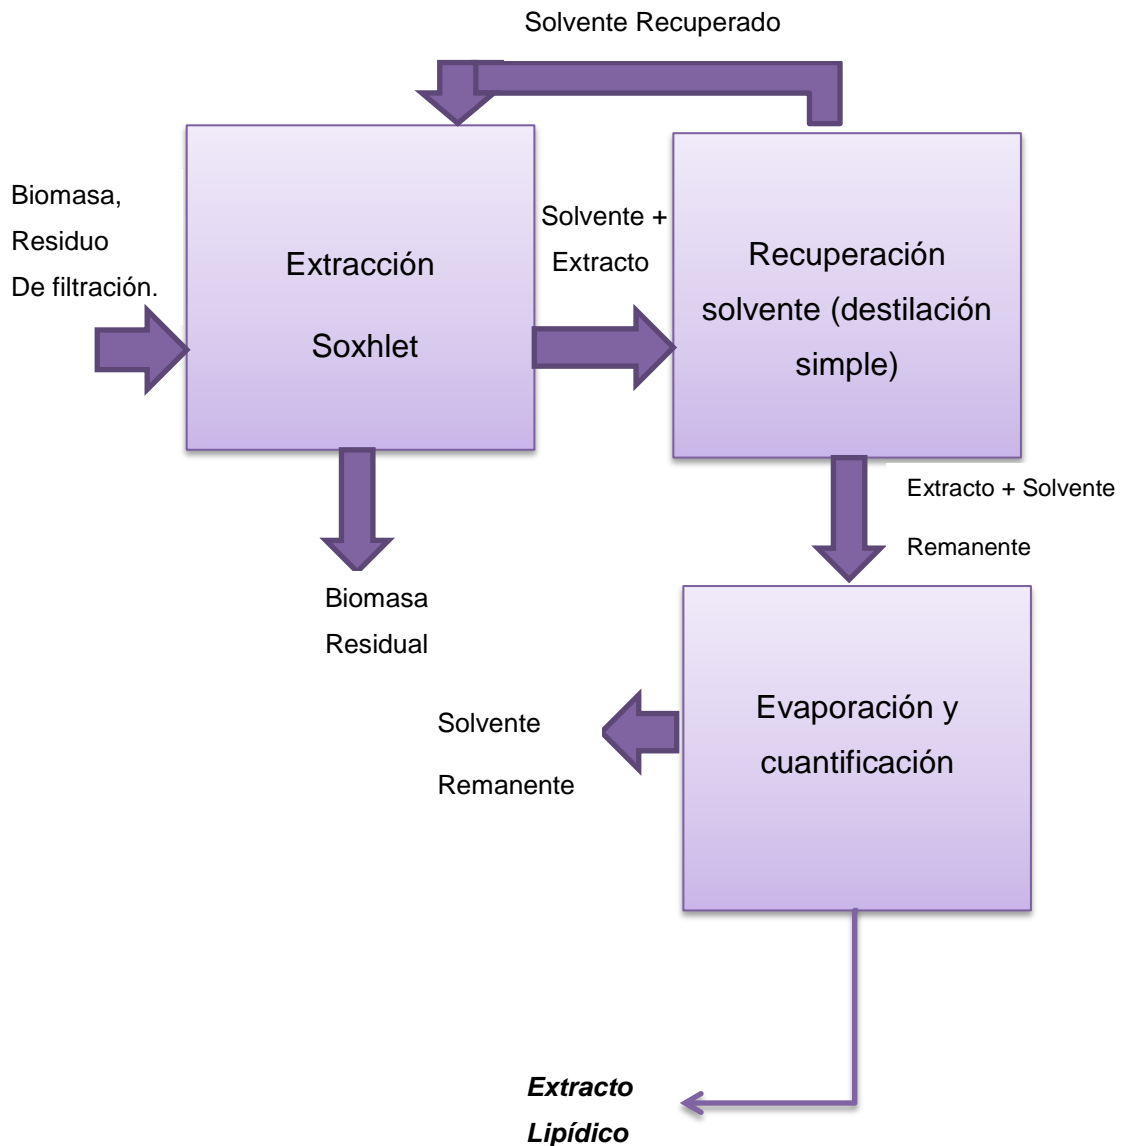 Solvente Recuperado
Biomasa,
Residuo
De filtración.
Extracción
Soxhlet
Solvente +
Extracto
Recuperación
solvente (destilación
simple)
Extracto + Solvente
Remanente
Biomasa
Residual
Solvente
Remanente
Evaporación y
cuantificación
Extracto
Lipídico